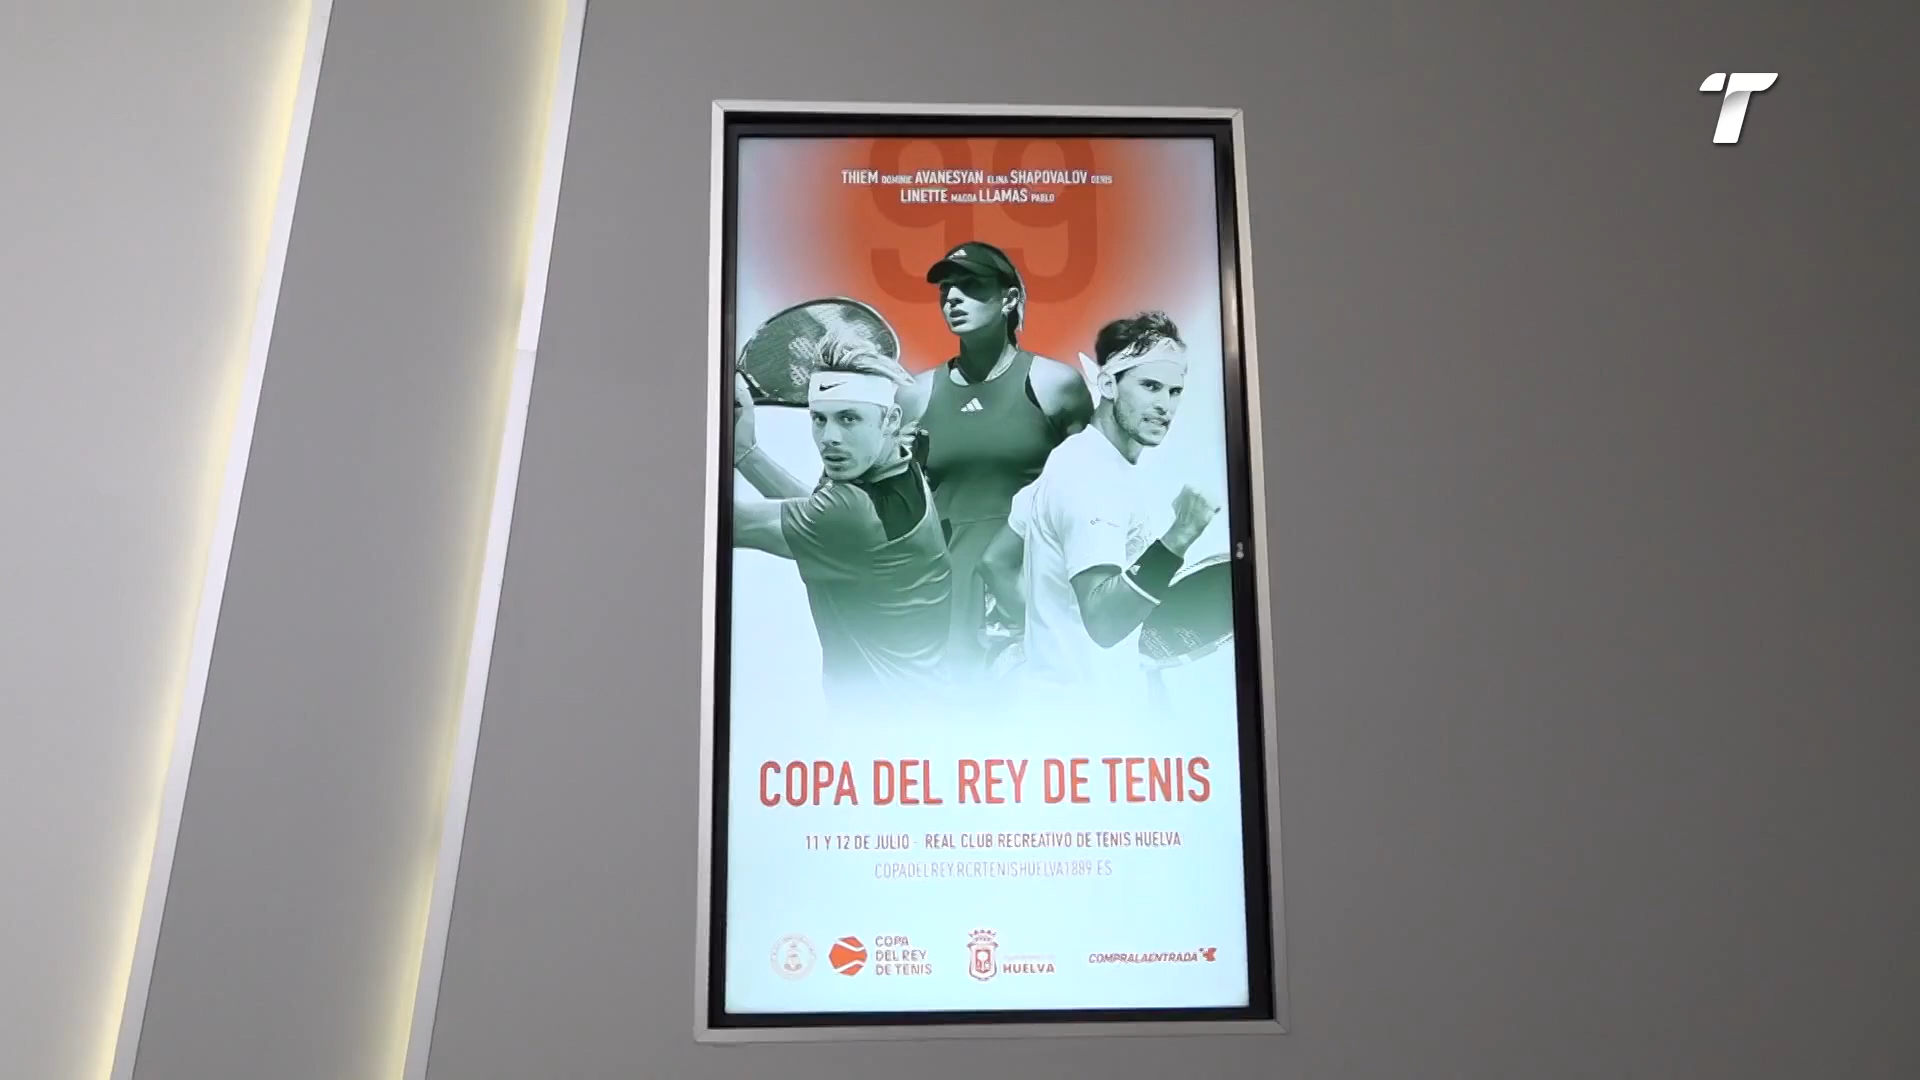 99
THIEM DOMINIC AVANESYAN ELINA SHAPOVALOV DENIS
LINETTE MAGDA LLAMAS PABLO
COPA DEL REY DE TENIS
11 Y 12 DE JULIO - REAL CLUB RECREATIVO DE TENIS HUELVA
COPADELREY.RCRTENISHUELVA1889.ES
COPA
DEL REY
DE TENIS
HUELVA
COMPRALAENTRADA
T